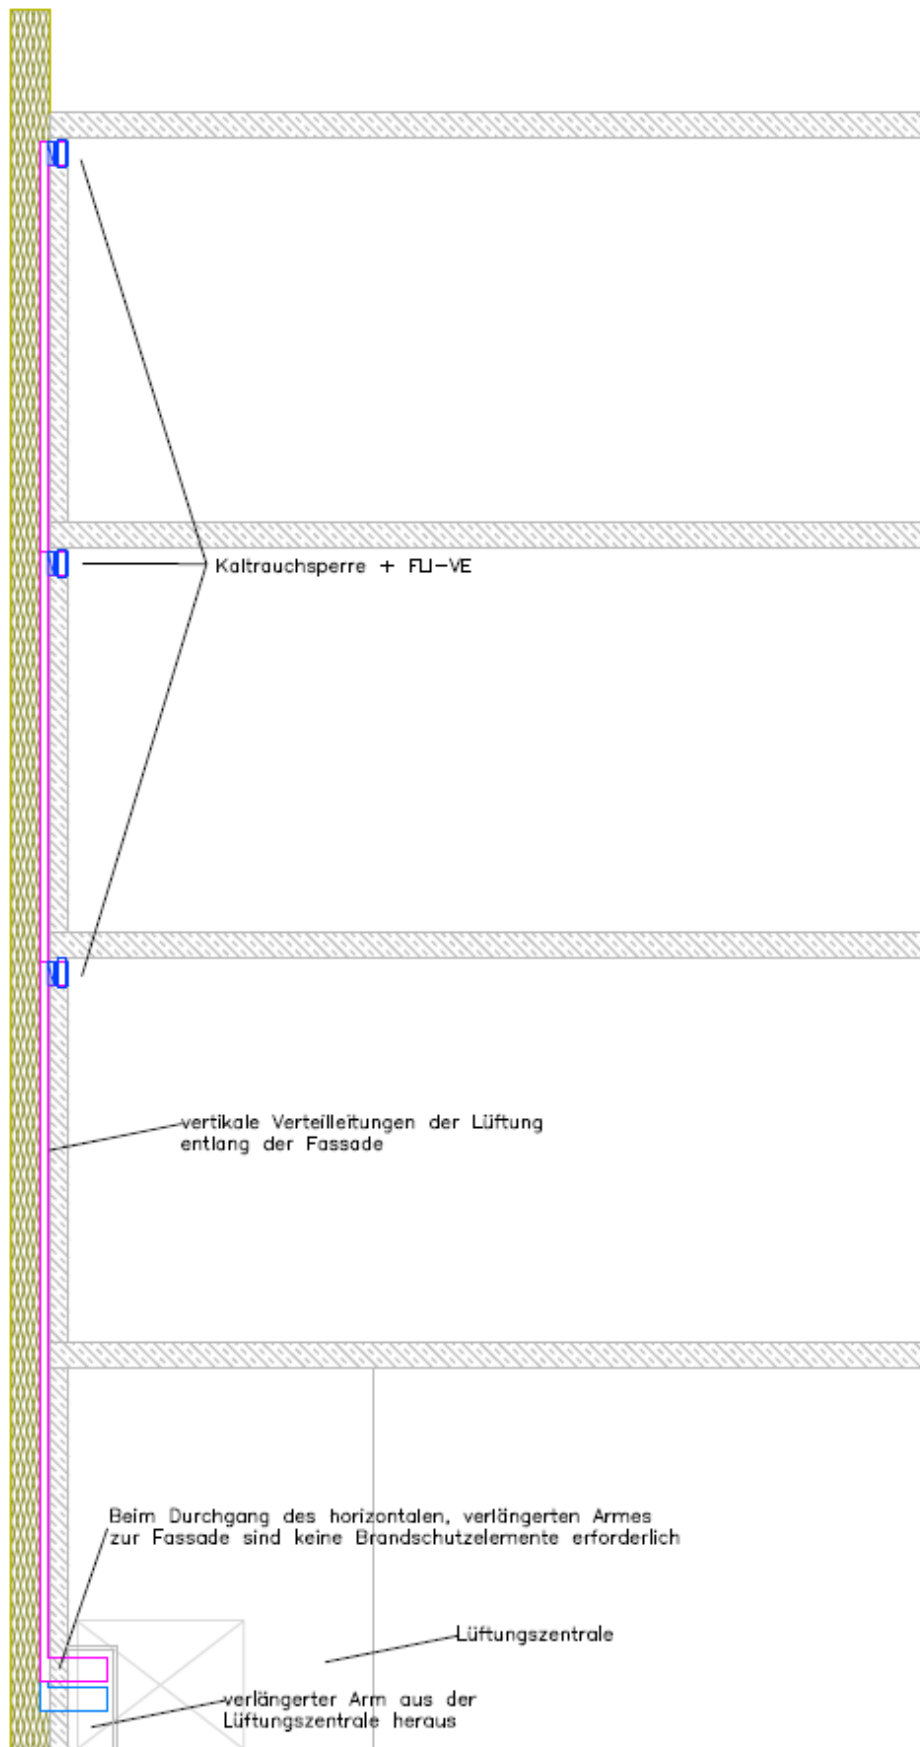 Kaltrauchsperre + FLI-VE
vertikale Verteilleitungen der Lüftung
entlang der Fassade
Beim Durchgang des horizontalen, verlängerten Armes
zur Fassade sind keine Brandschutzelemente erforderlich
Lüftungszentrale
verlängerter Arm aus der
Lüftungszentrale heraus